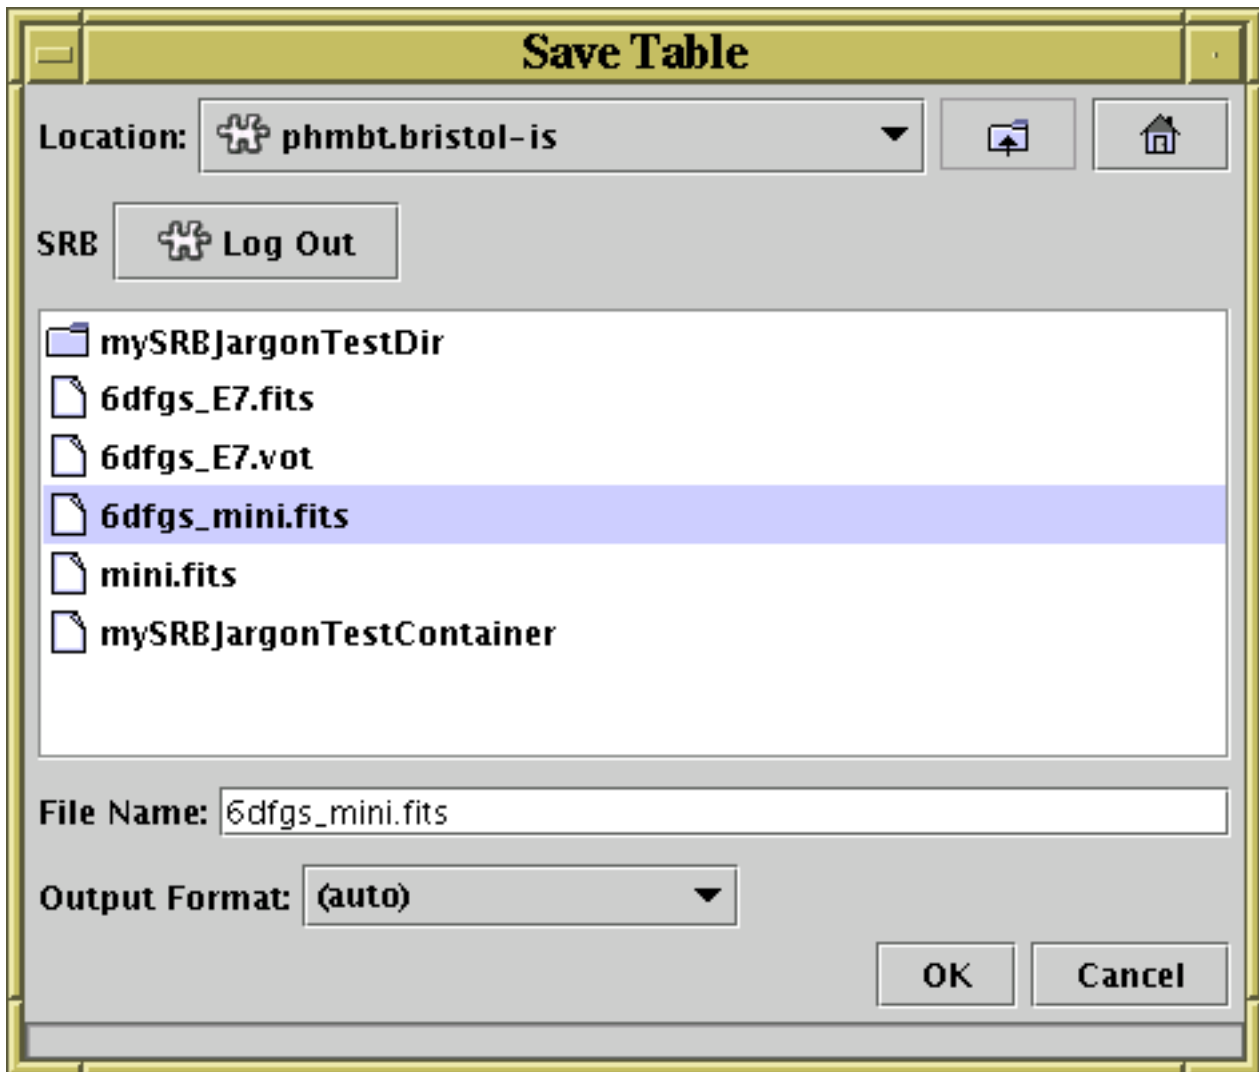 Save Table
Location: phmbt.bristol-is
SRB Log Out
mySRBJargonTestDir
6dfgs_E7.fits
6dfgs_E7.vot
6dfgs_mini.fits
mini.fits
mySRBJargonTestContainer
File Name: 6dfgs_mini.fits
Output Format: (auto)
OK Cancel